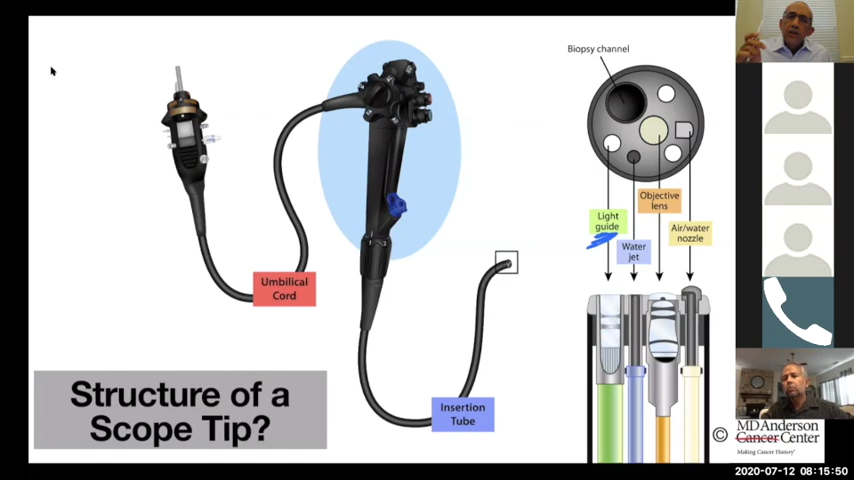 Biopsy channel
Objective
lens
Light
guide
Air/water
nozzle
Water
jet
Umbilical
Cord
Insertion
Tube
Structure of a
Scope Tip?
©
MD Anderson
Cancer Center
Making Cancer History®
2020-07-12 08:15:50